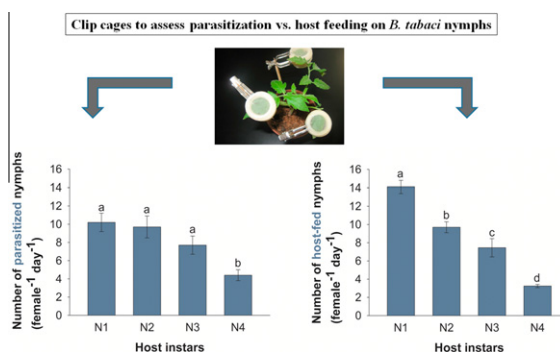 Clip cages to assess parasitization vs. host feeding on B. tabaci nymphs
Number of parasitized nymphs
(female⁻¹ day⁻¹)
16
14
12
10
8
6
4
2
0
a
a
a
b
N1 N2 N3 N4
Host instars
Number of host-fed nymphs
(female⁻¹ day⁻¹)
16
14
12
10
8
6
4
2
0
a
b
c
d
N1 N2 N3 N4
Host instars